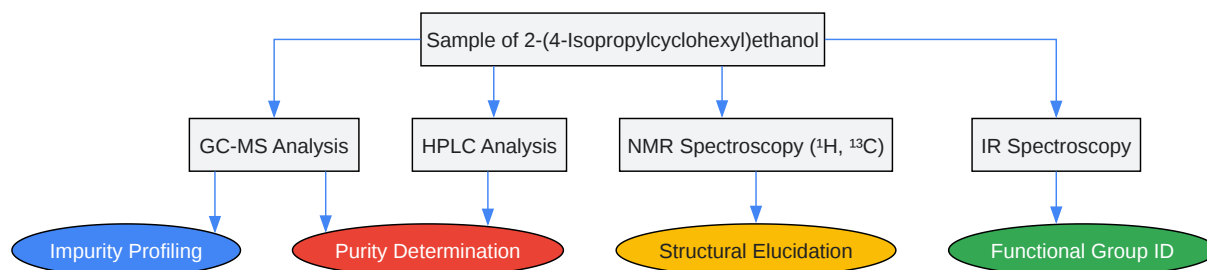 Sample of 2-(4-Isopropylcyclohexyl)ethanol
GC-MS Analysis
HPLC Analysis
NMR Spectroscopy (¹H, ¹³C)
IR Spectroscopy
Impurity Profiling
Purity Determination
Structural Elucidation
Functional Group ID